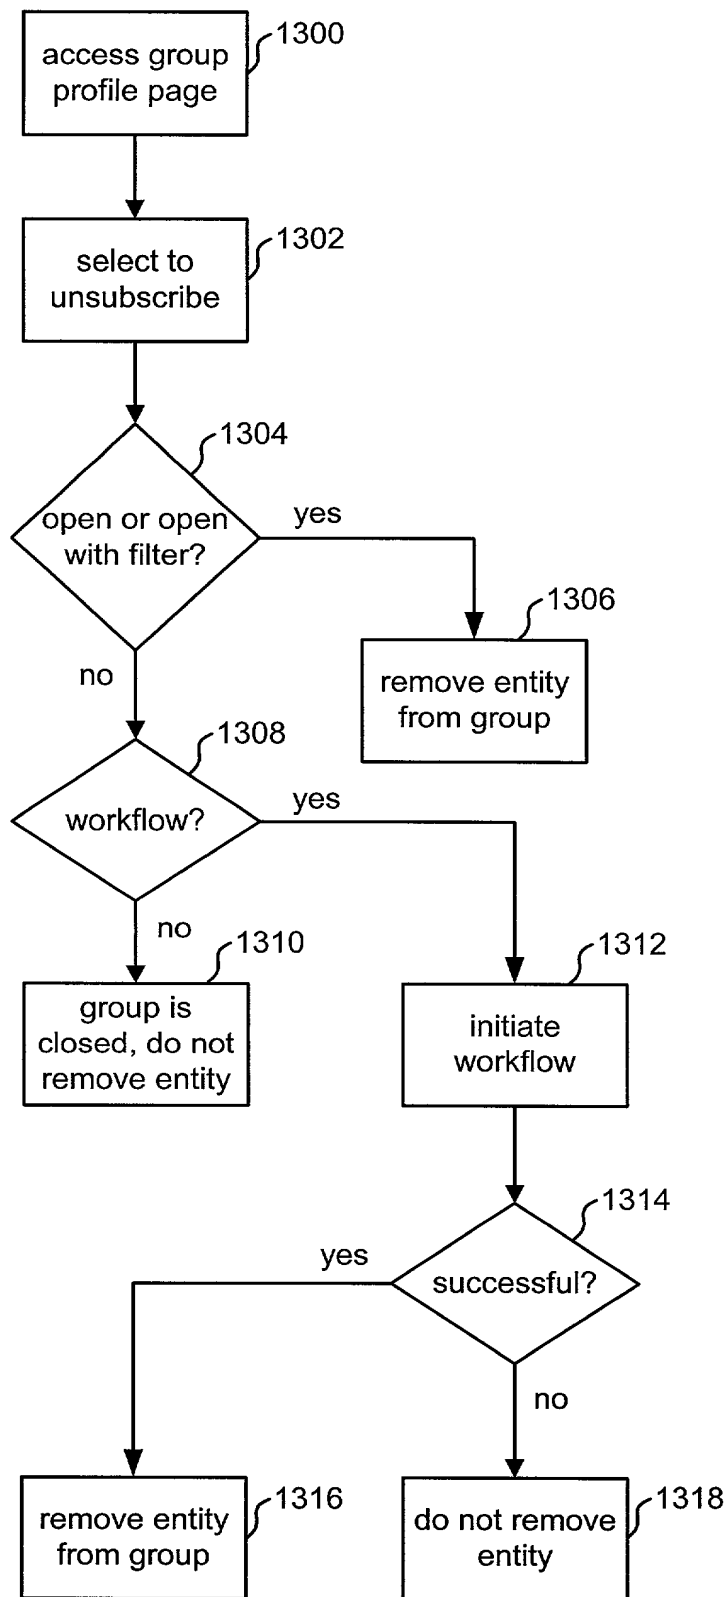 1300
access group
profile page
1302
select to
unsubscribe
1304
open or open
with filter?
yes
1306
remove entity
from group
no
1308
workflow?
yes
no
1310
group is
closed, do not
remove entity
1312
initiate
workflow
1314
successful?
yes
no
1316
remove entity
from group
1318
do not remove
entity